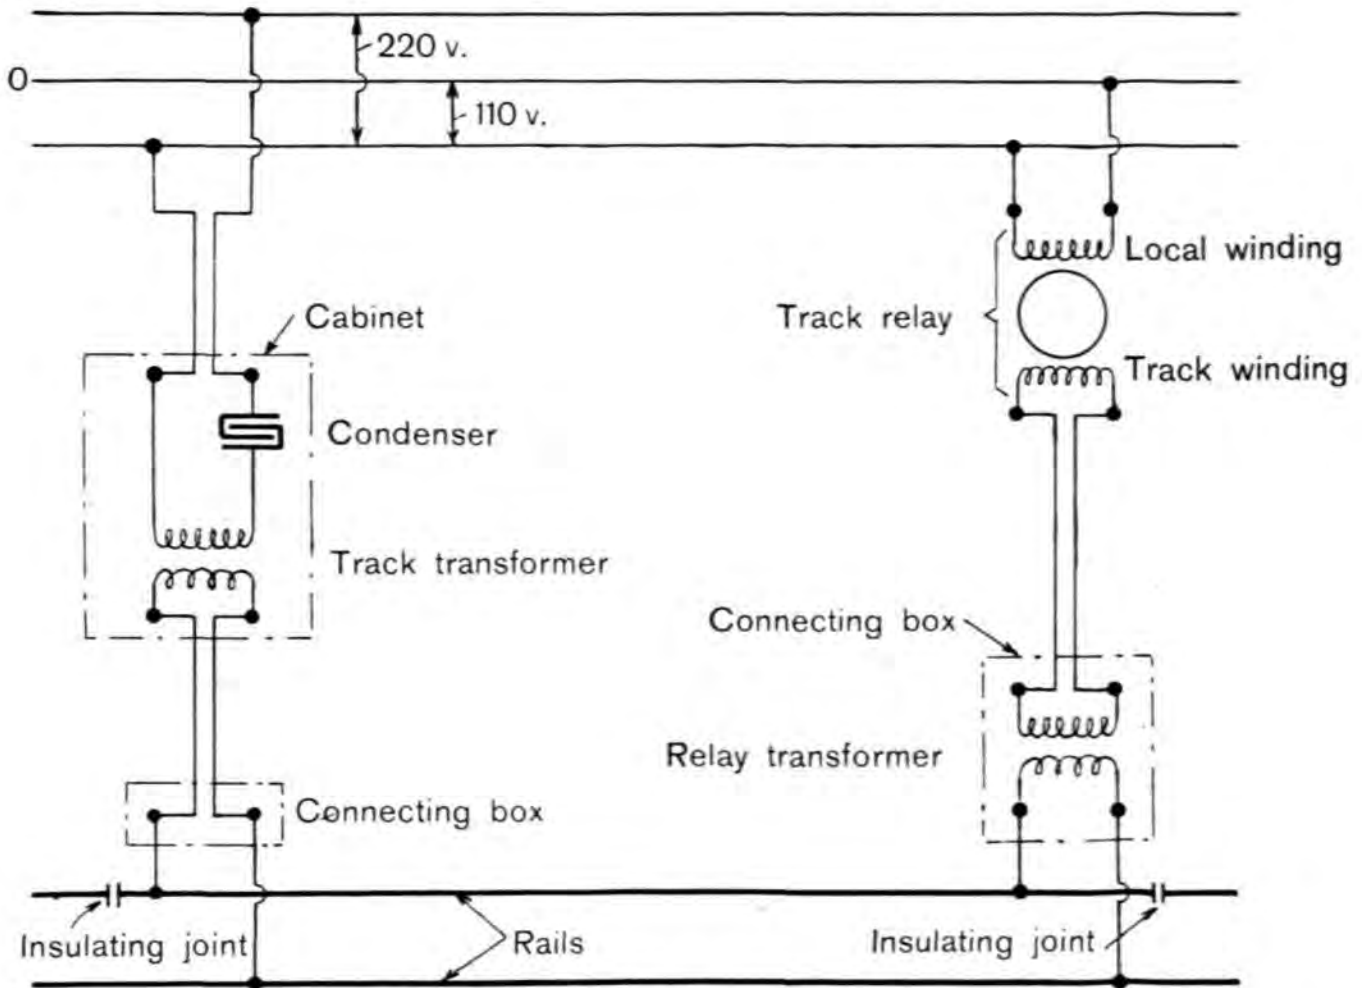 220 v.
0
110 v.
Local winding
Cabinet
Track relay
Track winding
Condenser
Track transformer
Connecting box
Relay transformer
Connecting box
Insulating joint
Rails
Insulating joint